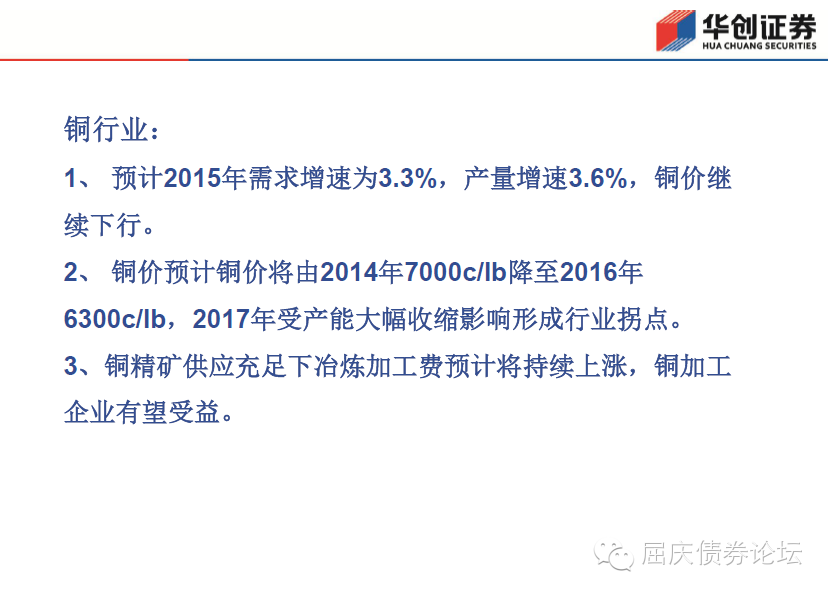 华创证券
HUA CHUANG SECURITIES
铜行业：
1、 预计2015年需求增速为3.3%，产量增速3.6%，铜价继
续下行。
2、 铜价预计铜价将由2014年7000c/lb降至2016年
6300c/lb，2017年受产能大幅收缩影响形成行业拐点。
3、铜精矿供应充足下冶炼加工费预计将持续上涨，铜加工
企业有望受益。
屈庆债券论坛